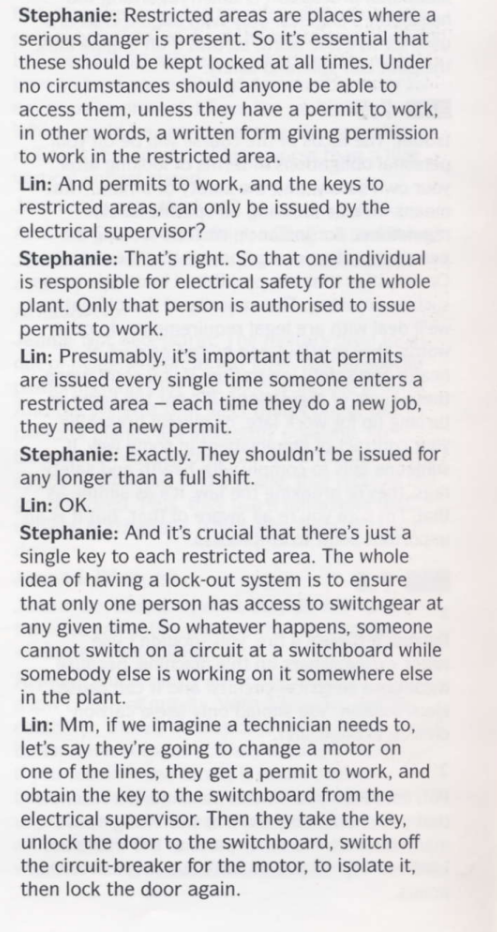 Stephanie: Restricted areas are places where a
serious danger is present. So it's essential that
these should be kept locked at all times. Under
no circumstances should anyone be able to
access them, unless they have a permit to work,
in other words, a written form giving permission
to work in the restricted area.
Lin: And permits to work, and the keys to
restricted areas, can only be issued by the
electrical supervisor?
Stephanie: That's right. So that one individual
is responsible for electrical safety for the whole
plant. Only that person is authorised to issue
permits to work.
Lin: Presumably, it's important that permits
are issued every single time someone enters a
restricted area – each time they do a new job,
they need a new permit.
Stephanie: Exactly. They shouldn't be issued for
any longer than a full shift.
Lin: OK.
Stephanie: And it's crucial that there's just a
single key to each restricted area. The whole
idea of having a lock-out system is to ensure
that only one person has access to switchgear at
any given time. So whatever happens, someone
cannot switch on a circuit at a switchboard while
somebody else is working on it somewhere else
in the plant.
Lin: Mm, if we imagine a technician needs to,
let's say they're going to change a motor on
one of the lines, they get a permit to work, and
obtain the key to the switchboard from the
electrical supervisor. Then they take the key,
unlock the door to the switchboard, switch off
the circuit-breaker for the motor, to isolate it,
then lock the door again.